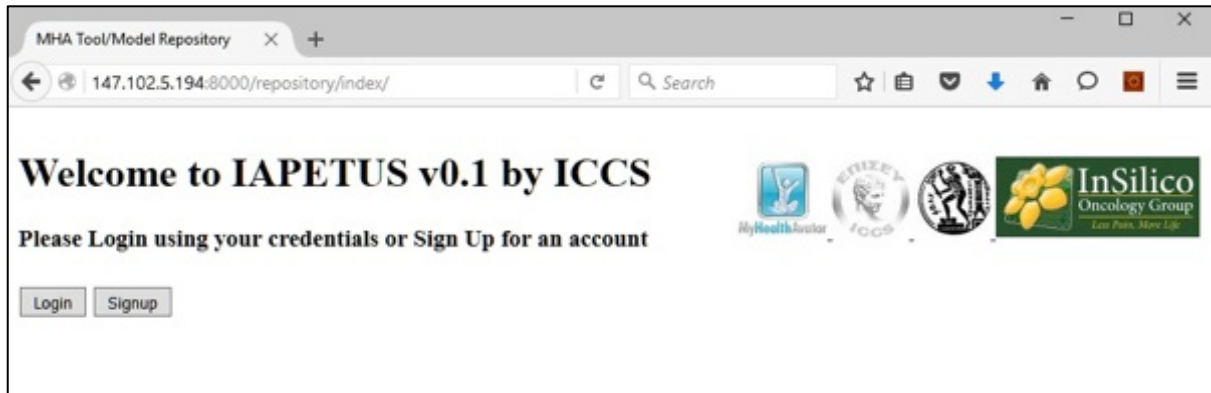 MHA Tool/Model Repository
147.102.5.194:8000/repository/index/
Search
Welcome to IAPETUS v0.1 by ICCS
Please Login using your credentials or Sign Up for an account
Login Signup
MyHealthAvatar
ΕΠΙΣΕΥ
ICCS
InSilico
Oncology Group
Less Pain, More Life